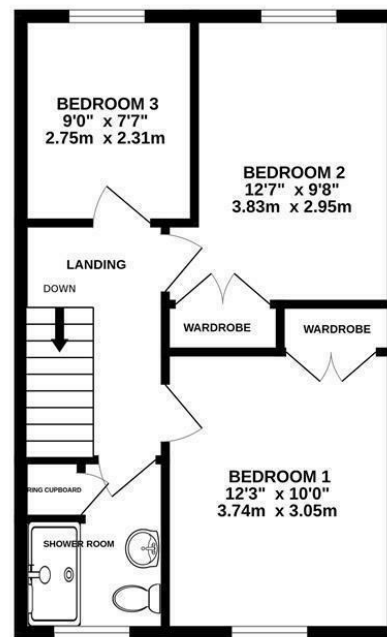 BEDROOM 3
9'0" x 7'7"
2.75m x 2.31m
BEDROOM 2
12'7" x 9'8"
3.83m x 2.95m
LANDING
DOWN
WARDROBE
WARDROBE
BEDROOM 1
12'3" x 10'0"
3.74m x 3.05m
RING CUPBOARD
SHOWER ROOM